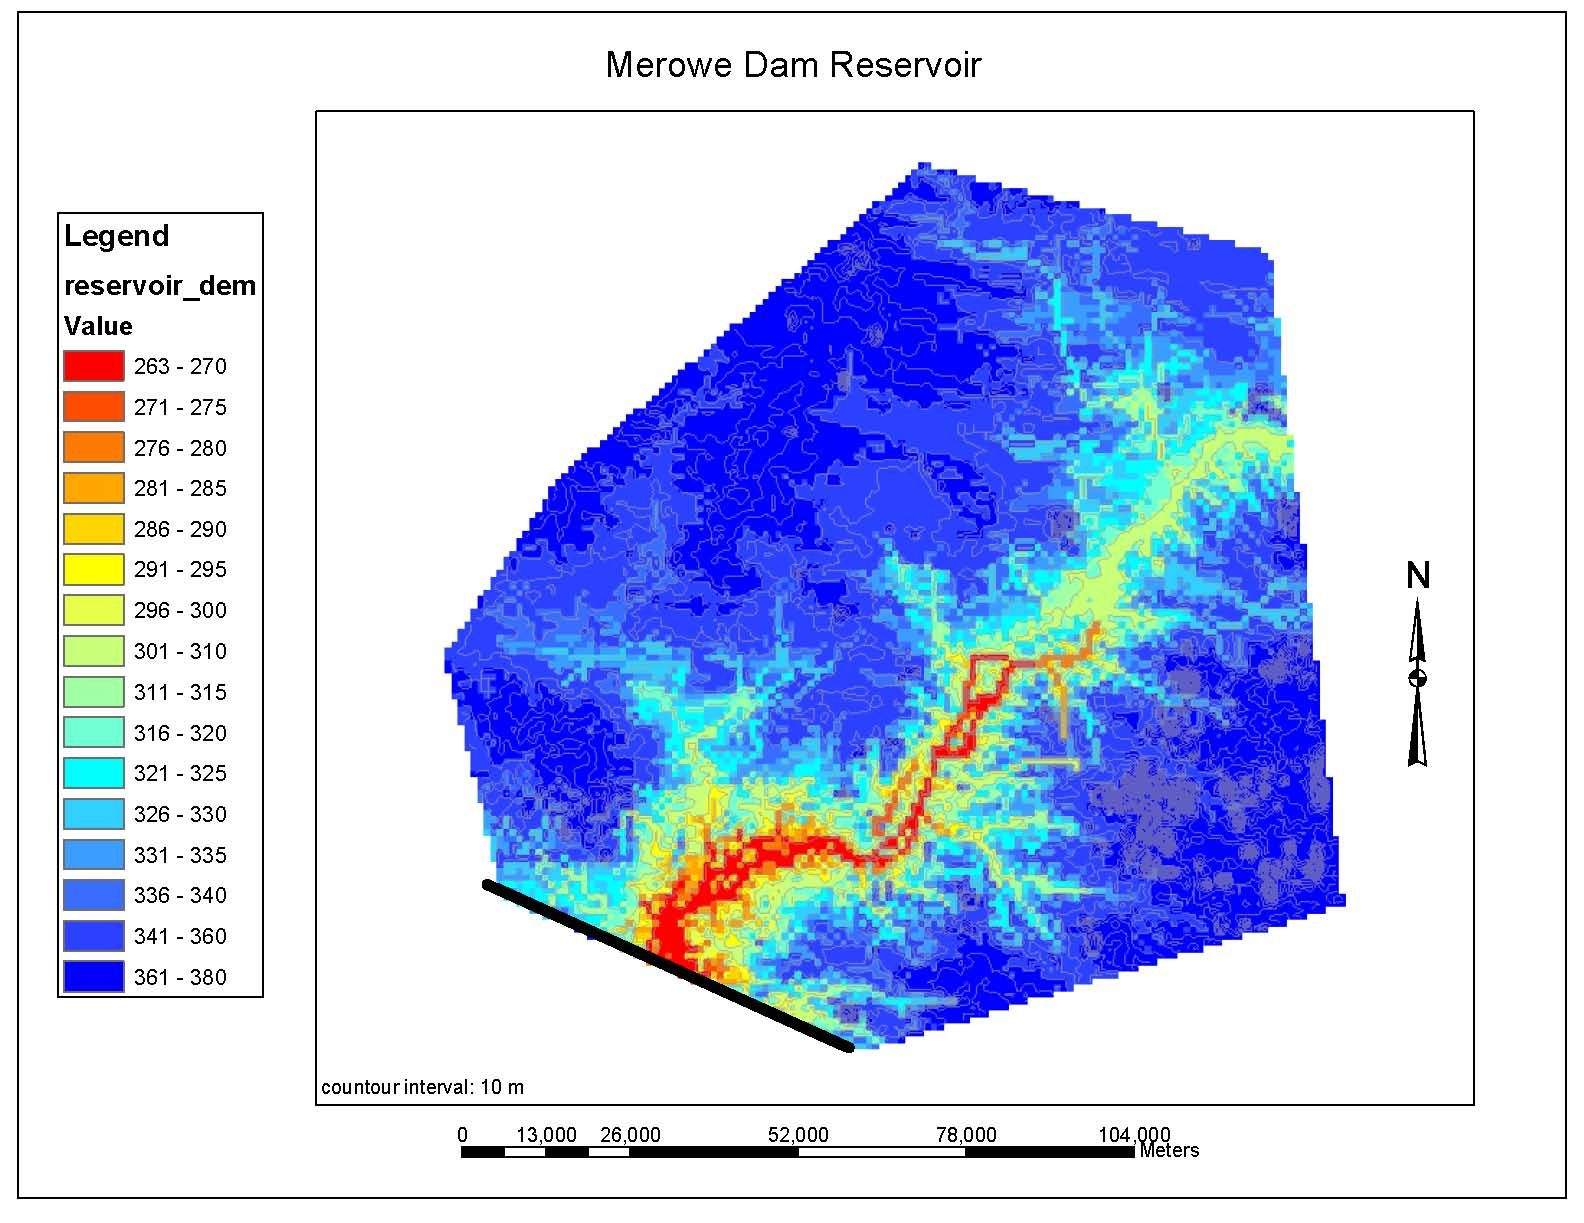 Merowe Dam Reservoir
Legend
reservoir_dem
Value
263 - 270
271 - 275
276 - 280
281 - 285
286 - 290
291 - 295
296 - 300
301 - 310
311 - 315
316 - 320
321 - 325
326 - 330
331 - 335
336 - 340
341 - 360
361 - 380
N
countour interval: 10 m
0 13,000 26,000 52,000 78,000 104,000
Meters